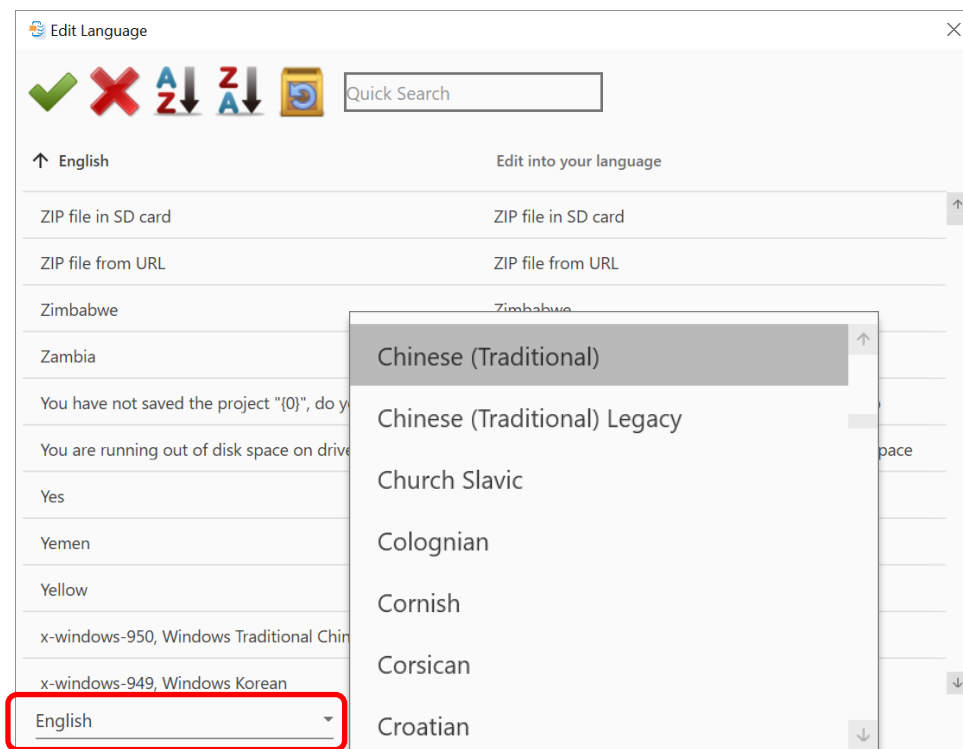 Edit Language
A Z
Z A
Quick Search
English Edit into your language
ZIP file in SD card ZIP file in SD card
ZIP file from URL ZIP file from URL
Zimbabwe Zimbabwe
Zambia
You have not saved the project "{0}", do
You are running out of disk space on drive pace
Yes
Yemen
Yellow
x-windows-950, Windows Traditional Chin
x-windows-949, Windows Korean
English
Chinese (Traditional)
Chinese (Traditional) Legacy
Church Slavic
Colognian
Cornish
Corsican
Croatian